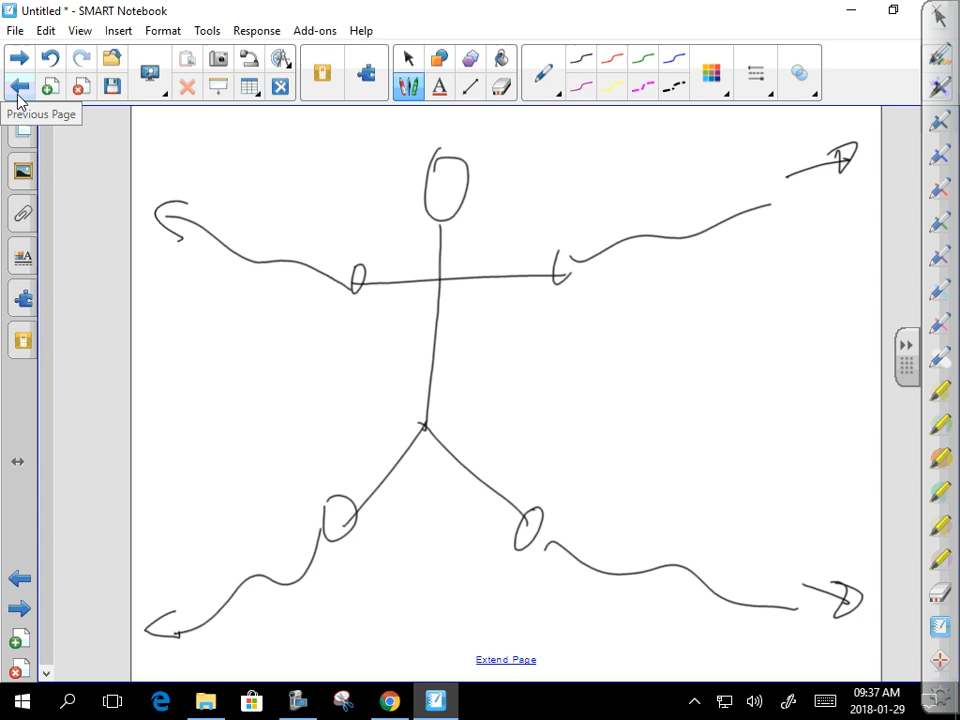 Untitled * - SMART Notebook
File Edit View Insert Format Tools Response Add-ons Help
Previous Page
Extend Page
09:37 AM
2018-01-29